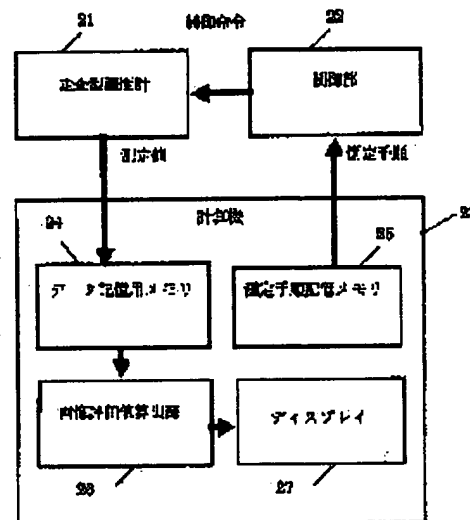 21
制御命令
22
制御部
測定値
測定手順
計算機
24
25
データ記憶用メモリ
測定手順記憶メモリ
ディスプレイ
26
27